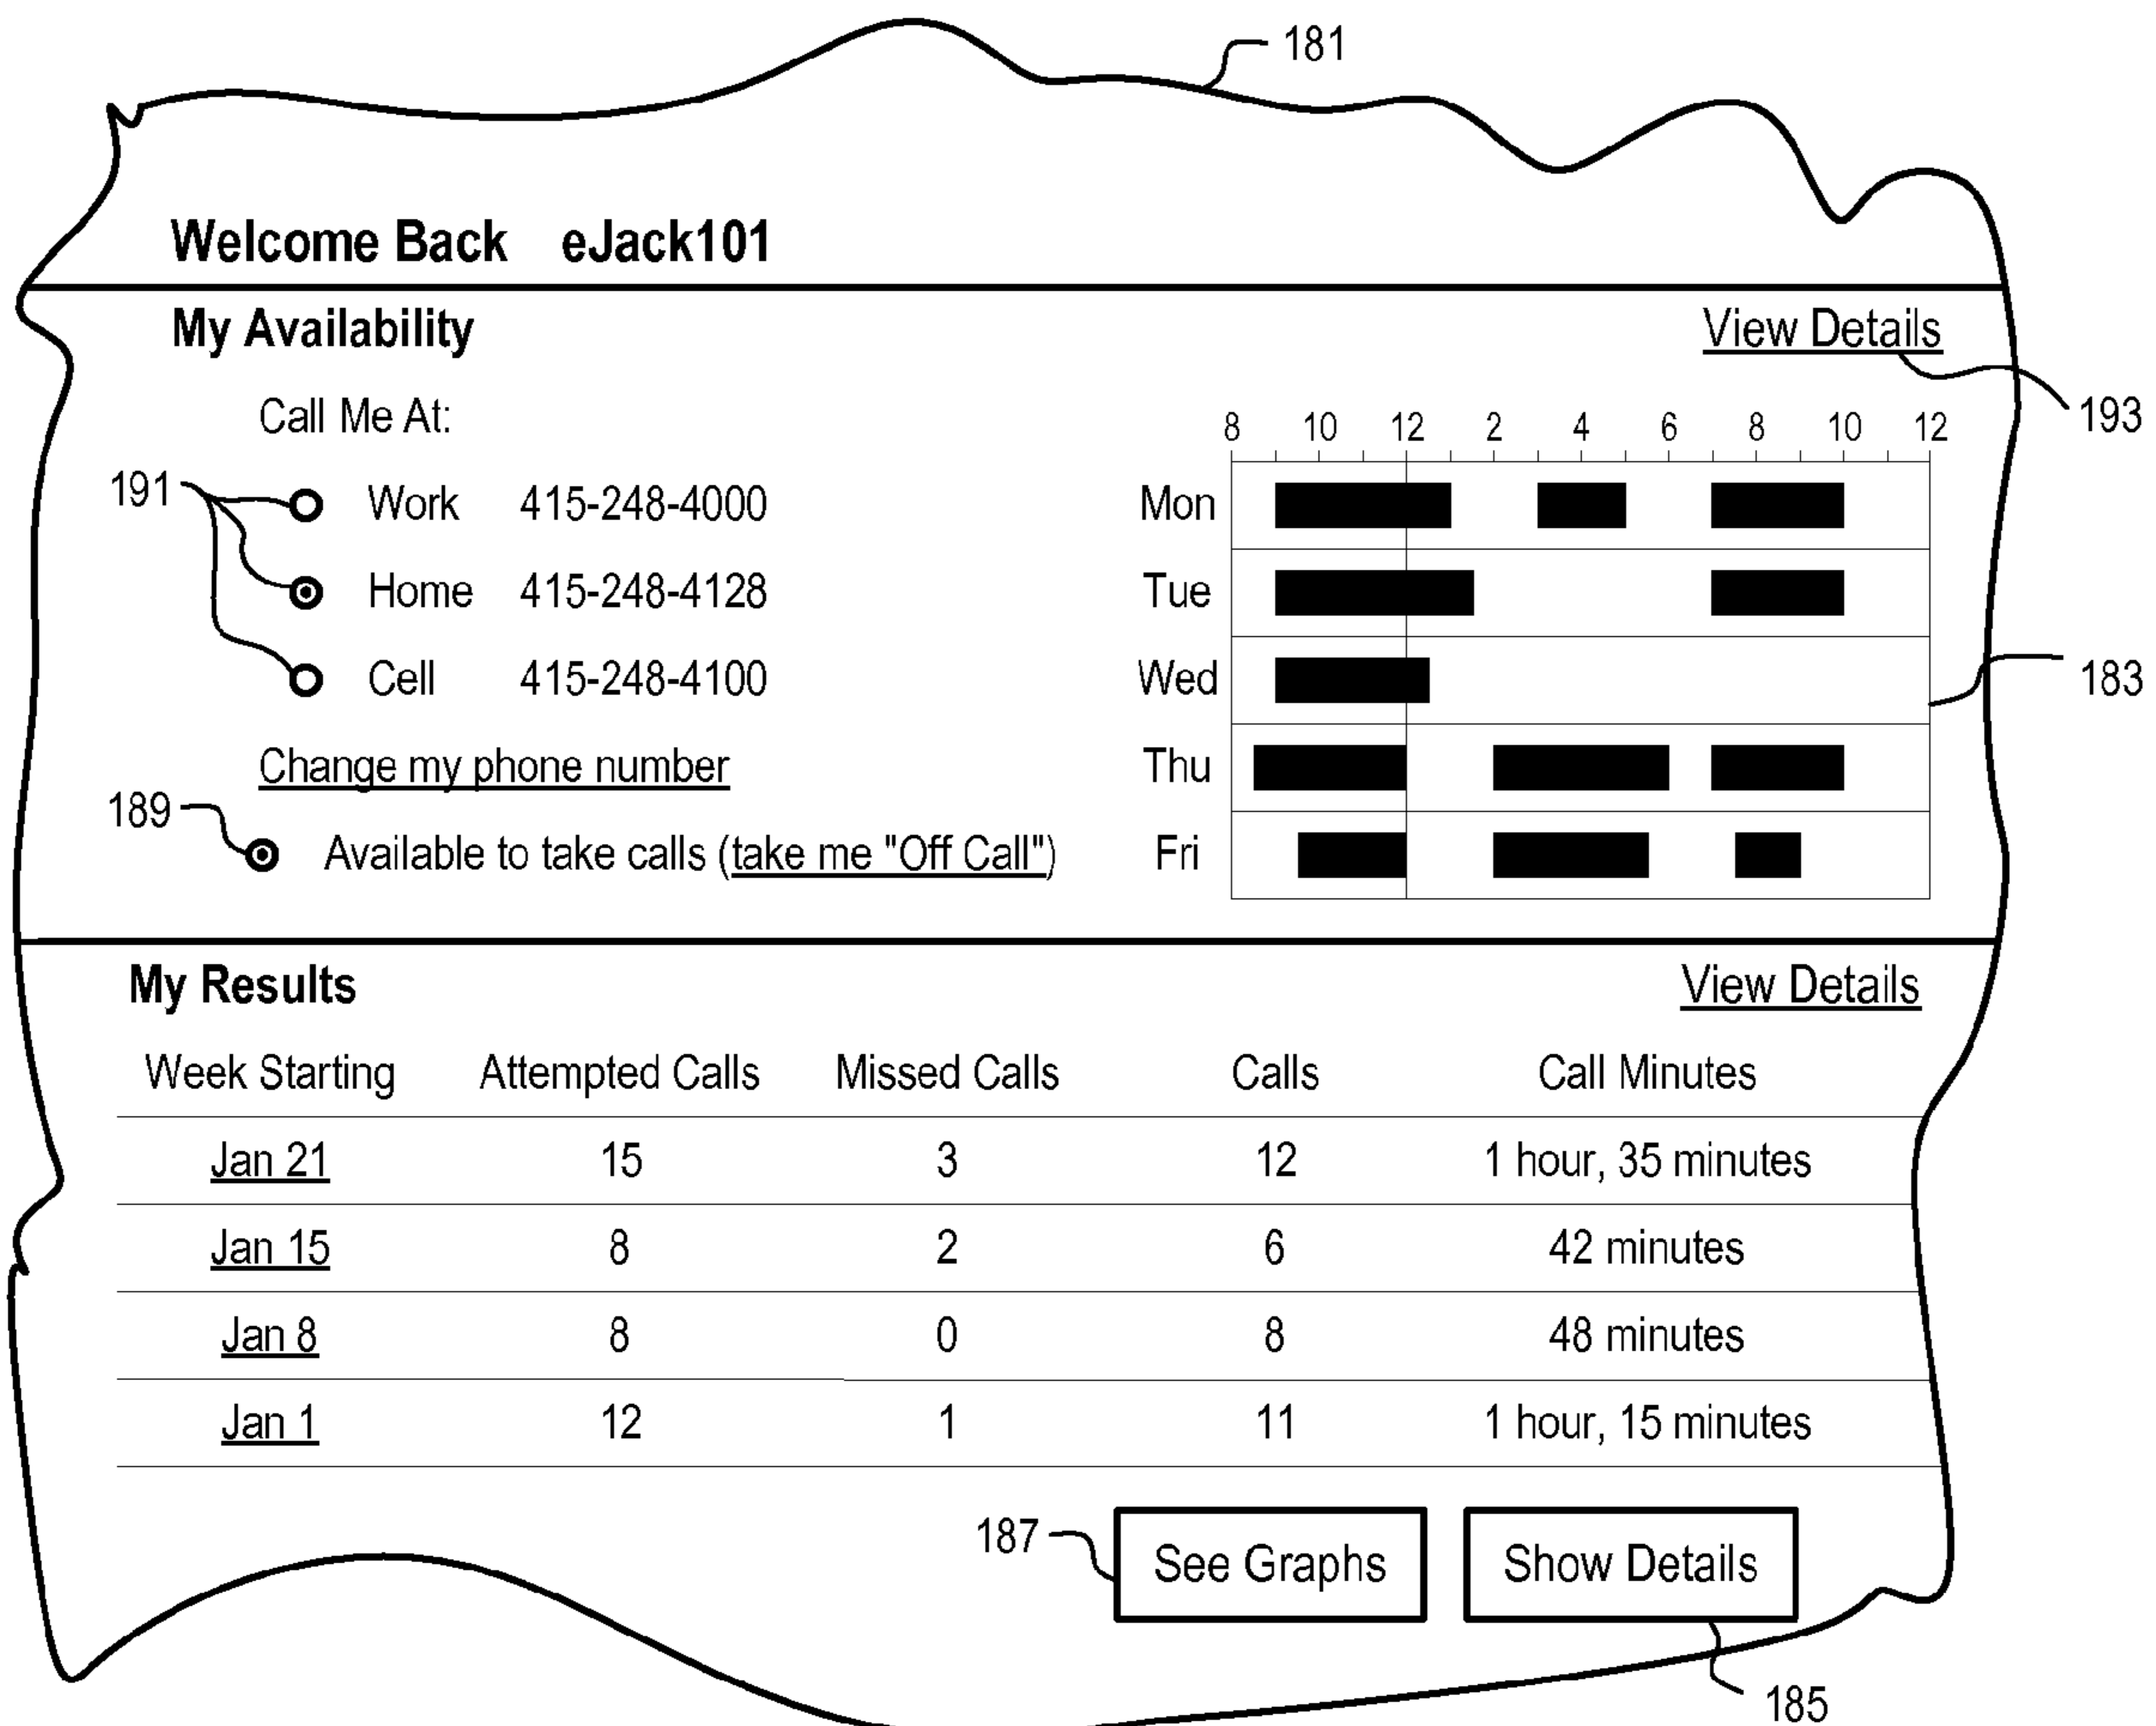 181
Welcome Back eJack101
My Availability View Details
193
Call Me At:
8 10 12 2 4 6 8 10 12
191 Work 415-248-4000 Mon
Home 415-248-4128 Tue
Cell 415-248-4100 Wed
183
Change my phone number Thu
189
Available to take calls (take me "Off Call") Fri
My Results View Details
Week Starting Attempted Calls Missed Calls Calls Call Minutes
Jan 21 15 3 12 1 hour, 35 minutes
Jan 15 8 2 6 42 minutes
Jan 8 8 0 8 48 minutes
Jan 1 12 1 11 1 hour, 15 minutes
187 See Graphs Show Details
185